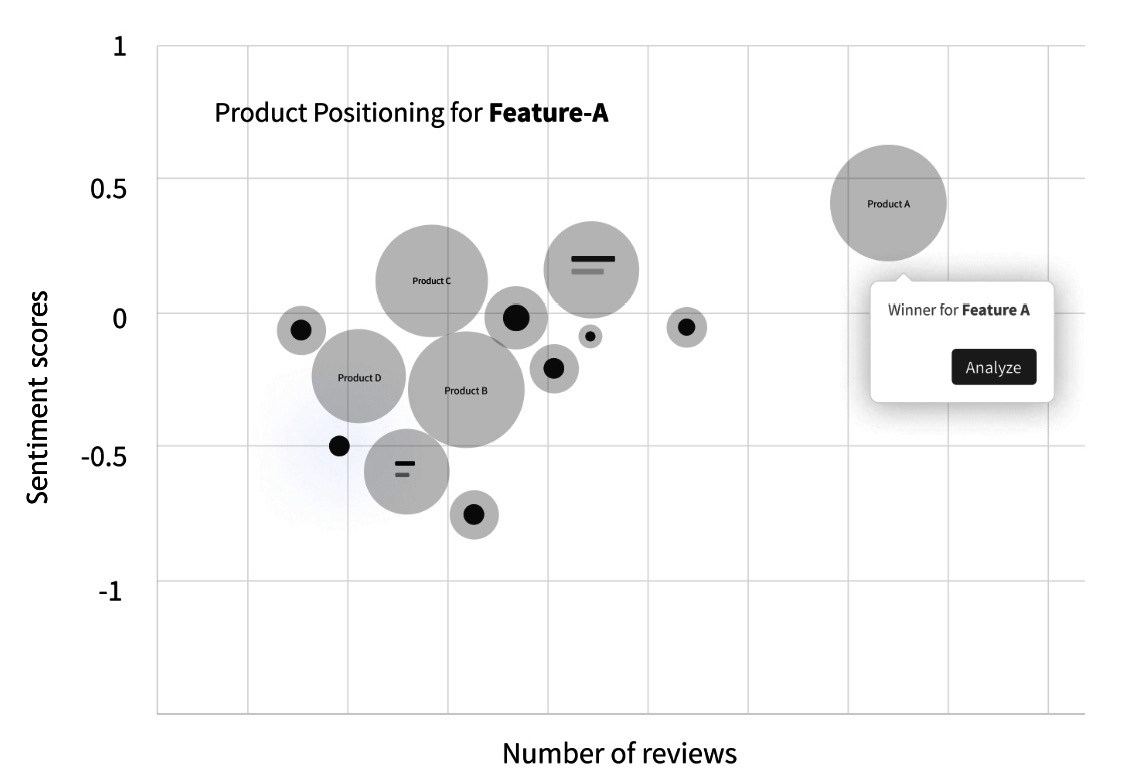 1
Product Positioning for Feature-A
0.5
Product A
Product C
Winner for Feature A
0
Analyze
Product D
Product B
-0.5
-1
Sentiment scores
Number of reviews